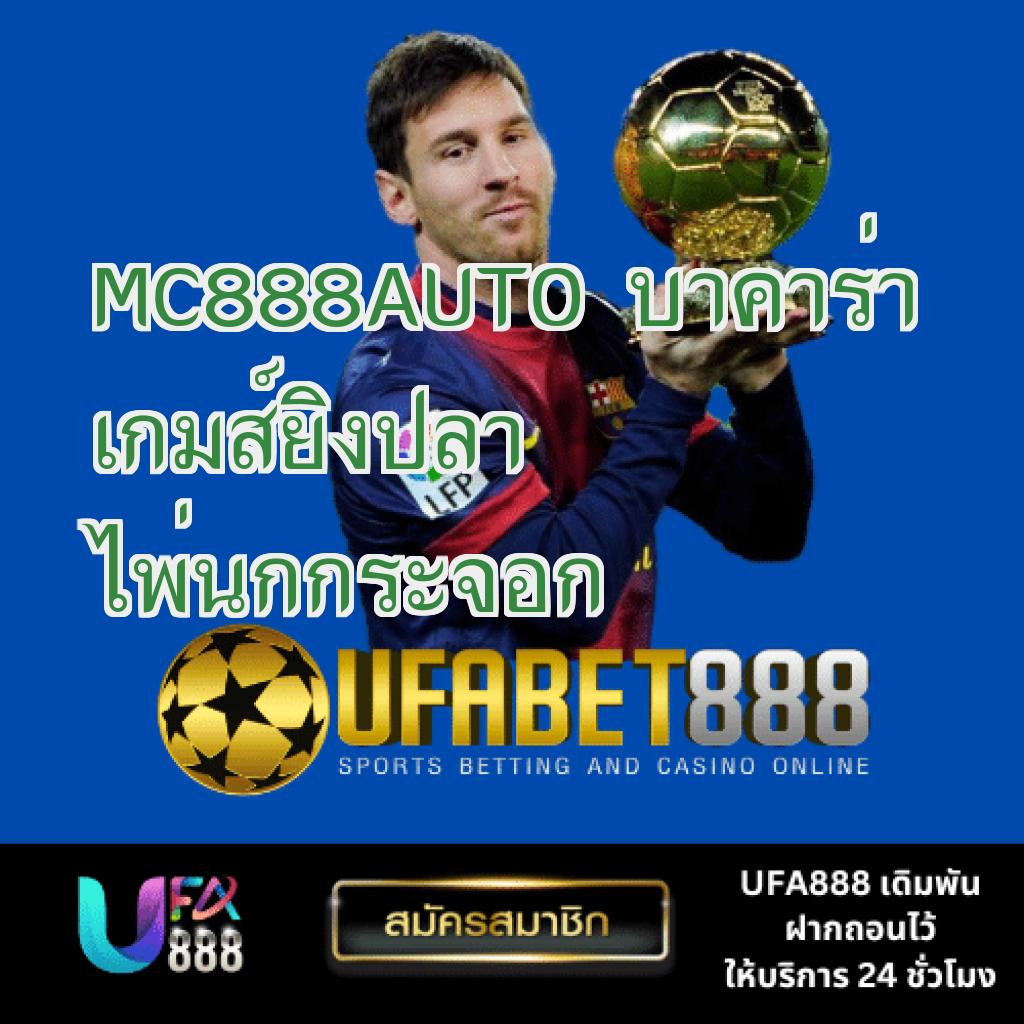 MC888AUTO บาคาร่า
เกมส์ยิงปลา
ไพ่นกกระจอก
LFP
UFABET888
SPORTS BETTING AND CASINO ONLINE
UFA
888
สมัครสมาชิก
UFA888 เดิมพัน
ฝากถอนไว้
ให้บริการ 24 ชั่วโมง